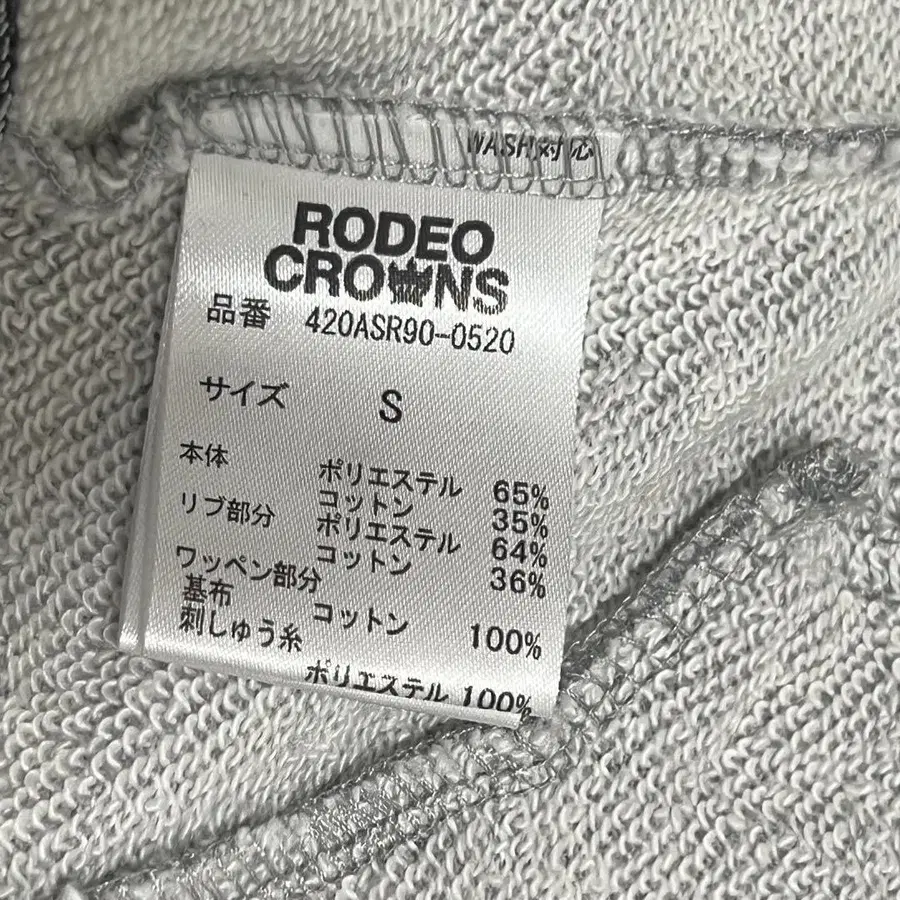 WASH対応
RODEO
CROWNS
品番 420ASR90-0520
サイズ S
本体 ポリエステル 65%
コットン 35%
リブ部分 ポリエステル 64%
コットン 36%
ワッペン部分
基布 コットン 100%
刺しゅう糸
ポリエステル 100%